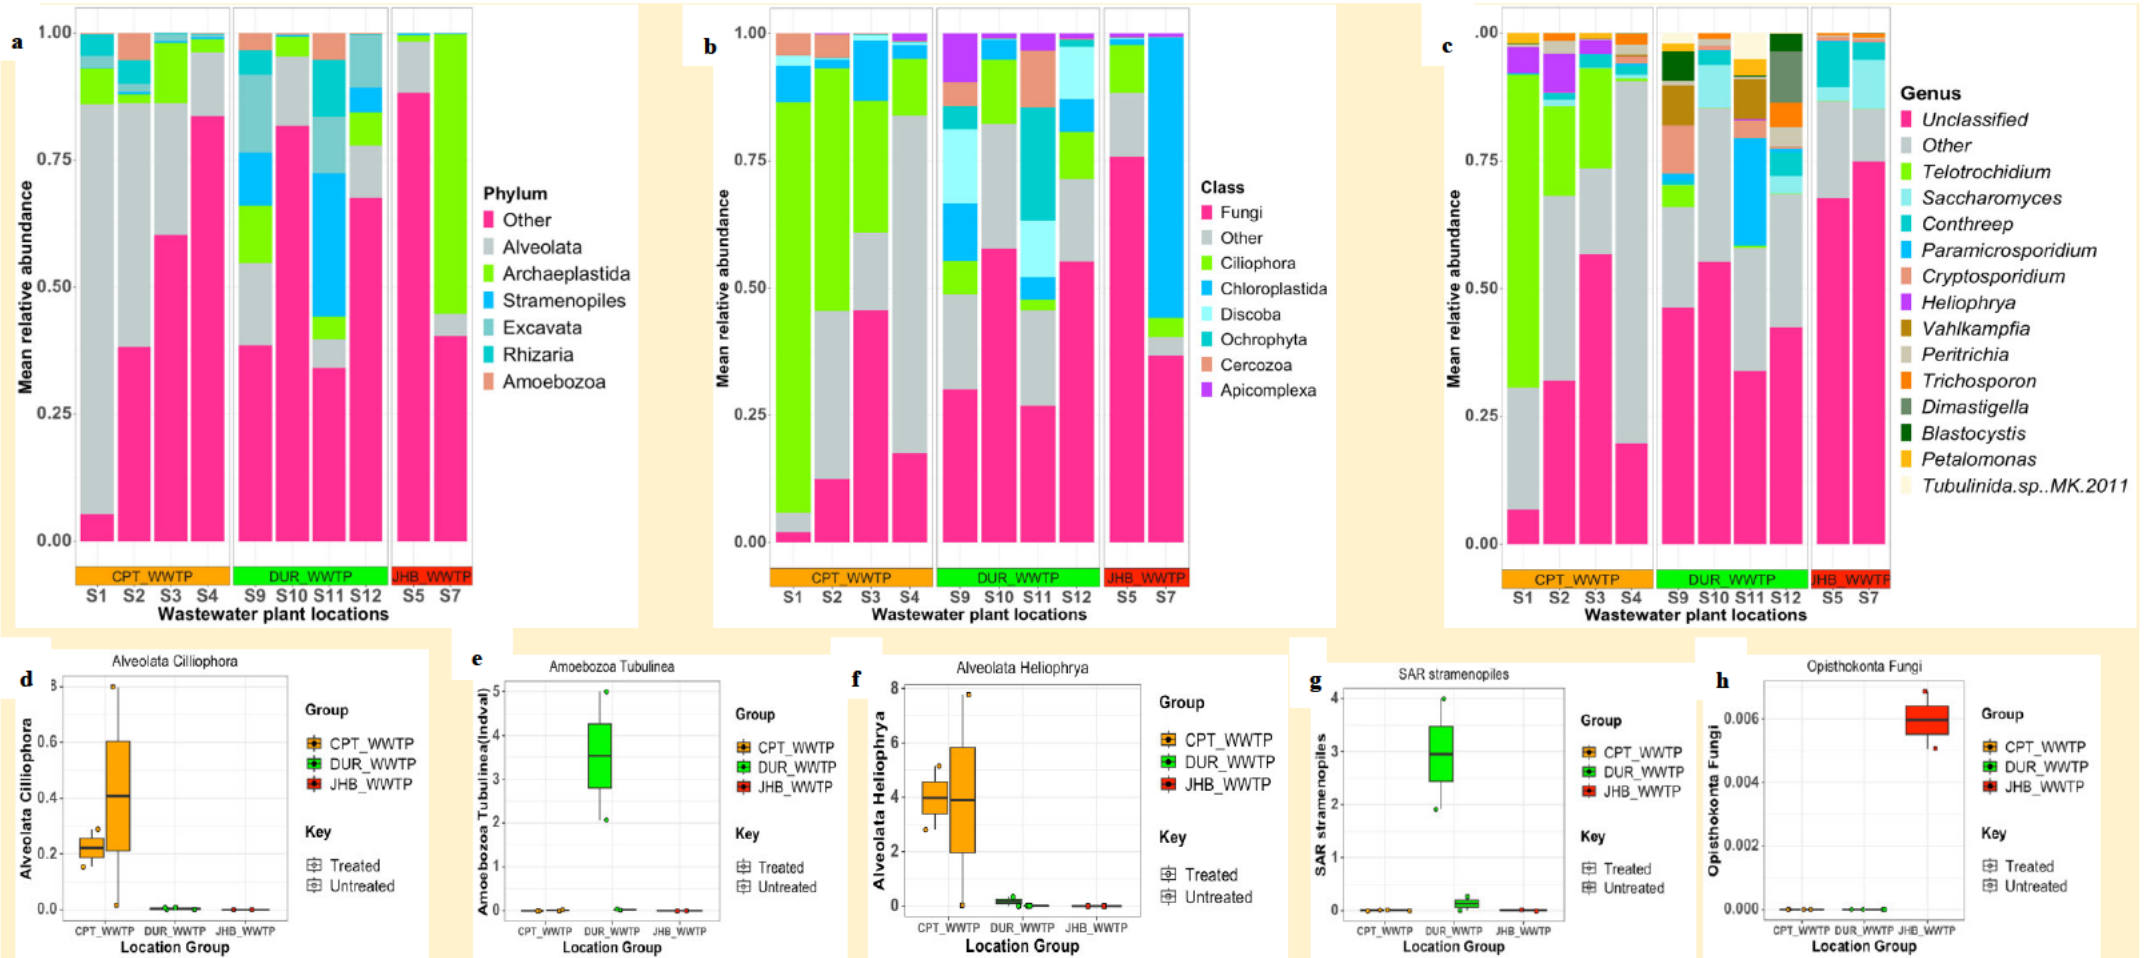 a
Mean relative abundance
1.00
0.75
0.50
0.25
0.00
CPT_WWTP
DUR_WWTP
JHB_WWTP
S1 S2 S3 S4 S9 S10 S11 S12 S5 S7
Wastewater plant locations
Phylum
Other
Alveolata
Archaeplastida
Stramenopiles
Excavata
Rhizaria
Amoebozoa
b
Mean relative abundance
1.00
0.75
0.50
0.25
0.00
CPT_WWTP
DUR_WWTP
JHB_WWTP
S1 S2 S3 S4 S9 S10 S11 S12 S5 S7
Wastewater plant locations
Class
Fungi
Other
Ciliophora
Chloroplastida
Discoba
Ochrophyta
Cercozoa
Apicomplexa
c
Mean relative abundance
.00
0.75
0.50
0.25
0.00
CPT_WWTP
DUR_WWTP
JHB_WWTP
S1 S2 S3 S4 S9 S10 S11 S12 S5 S7
Wastewater plant locations
Genus
Unclassified
Other
Telotrochidium
Saccharomyces
Conthreep
Paramicrosporidium
Cryptosporidium
Heliophrya
Vahlkampfia
Peritrichia
Trichosporon
Dimastigella
Blastocystis
Petalomonas
Tubulinida.sp..MK.2011
d
Alveolata Cilliophora
Alveolata Cilliophora
8
0.6
0.4
0.2
0.0
CPT_WWTP DUR_WWTP JHB_WWTP
Location Group
Group
CPT_WWTP
DUR_WWTP
JHB_WWTP
Key
Treated
Untreated
e
Amoebozoa Tubulinea
Amoebozoa Tubulinea(Indval)
5
4
3
2
1
0
CPT_WWTP DUR_WWTP JHB_WWTP
Location Group
Group
CPT_WWTP
DUR_WWTP
JHB_WWTP
Key
Treated
Untreated
f
Alveolata Heliophrya
Alveolata Heliophrya
8
6
4
2
0
CPT_WWTP DUR_WWTP JHB_WWTP
Location Group
Group
CPT_WWTP
DUR_WWTP
JHB_WWTP
Key
Treated
Untreated
g
SAR stramenopiles
SAR stramenopiles
4
3
2
1
0
CPT_WWTP DUR_WWTP JHB_WWTP
Location Group
Group
CPT_WWTP
DUR_WWTP
JHB_WWTP
Key
Treated
Untreated
h
Opisthokonta Fungi
Opisthokonta Fungi
0.006
0.004
0.002
0.000
CPT_WWTP DUR_WWTP JHB_WWTP
Location Group
Group
CPT_WWTP
DUR_WWTP
JHB_WWTP
Key
Treated
Untreated